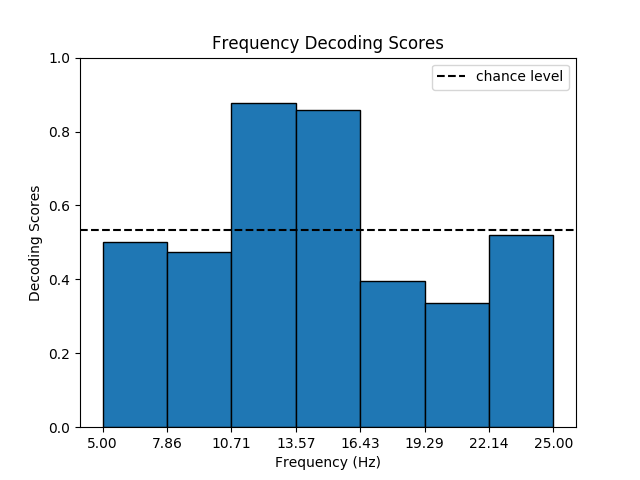 Frequency Decoding Scores
chance level
Decoding Scores
1.0
0.8
0.6
0.4
0.2
0.0
5.00 7.86 10.71 13.57 16.43 19.29 22.14 25.00
Frequency (Hz)